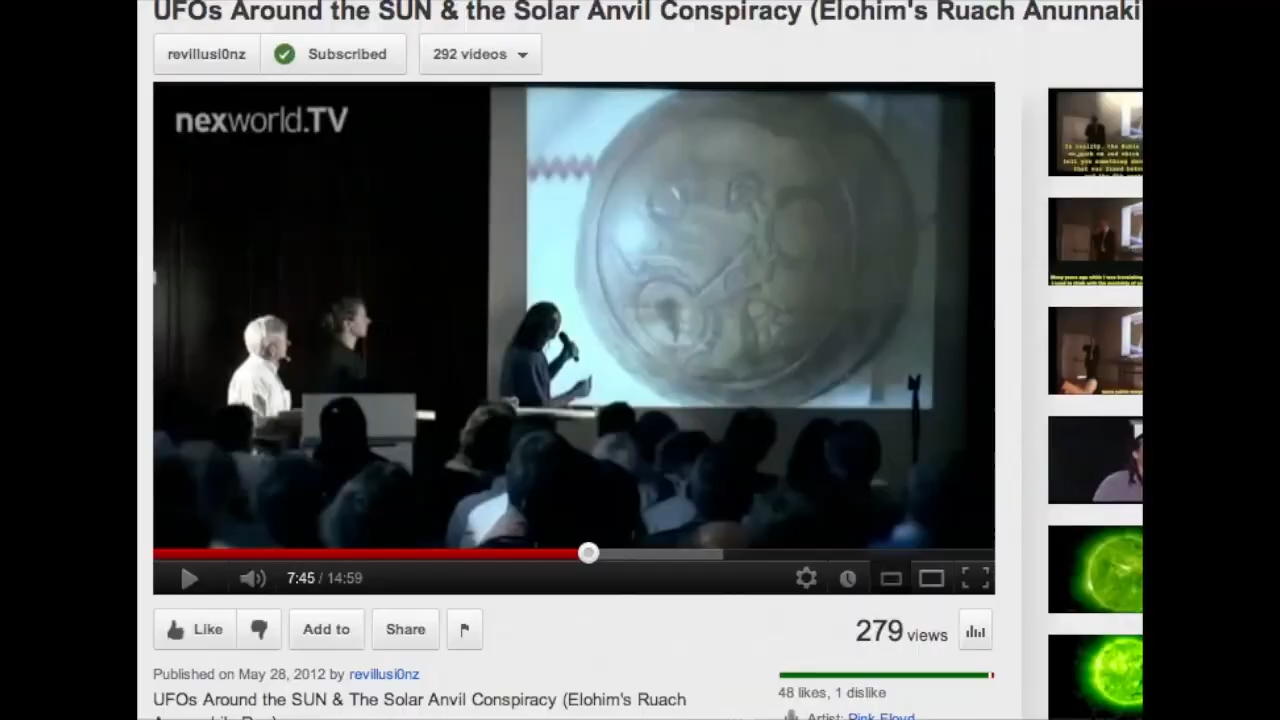 UFOs Around the SUN & the Solar Anvil Conspiracy (Elohim's Ruach Anunnaki
revillusi0nz Subscribed 292 videos
nexworld.TV
7:45 / 14:59
Like Add to Share 279 views
Published on May 28, 2012 by revillusi0nz
UFOs Around the SUN & The Solar Anvil Conspiracy (Elohim's Ruach
48 likes, 1 dislike
Artist: Pink Floyd